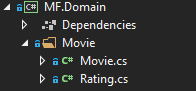 C# MF.Domain
Dependencies
Movie
C# Movie.cs
C# Rating.cs